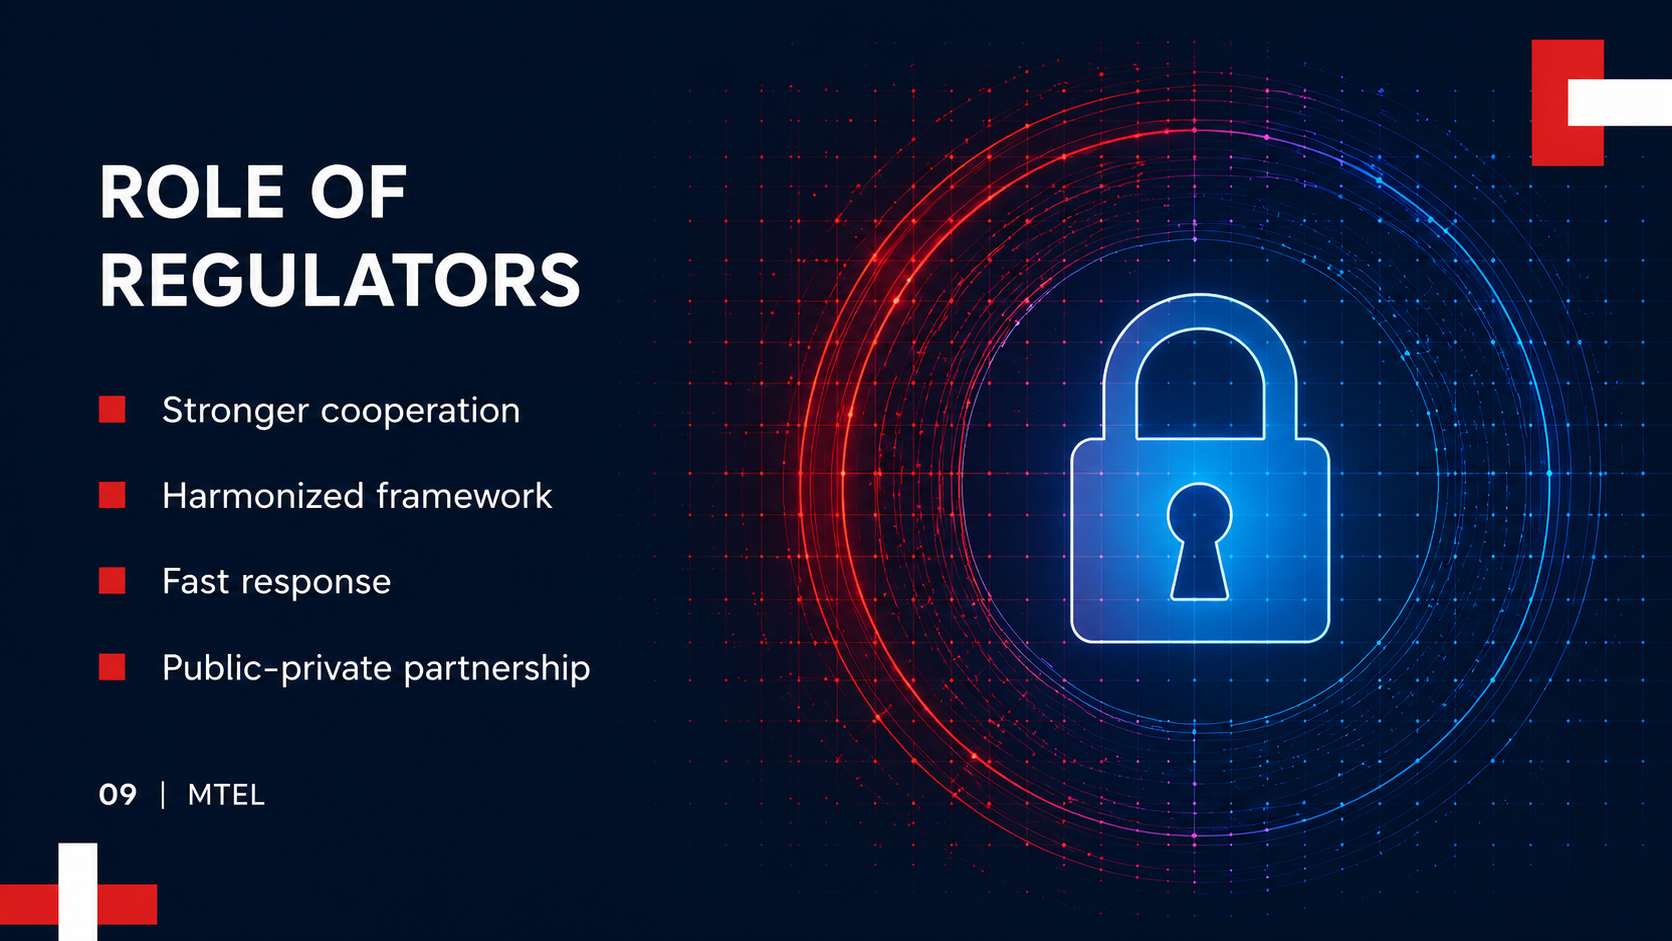 ROLE OF
REGULATORS
Stronger cooperation
Harmonized framework
Fast response
Public-private partnership
09 | MTEL